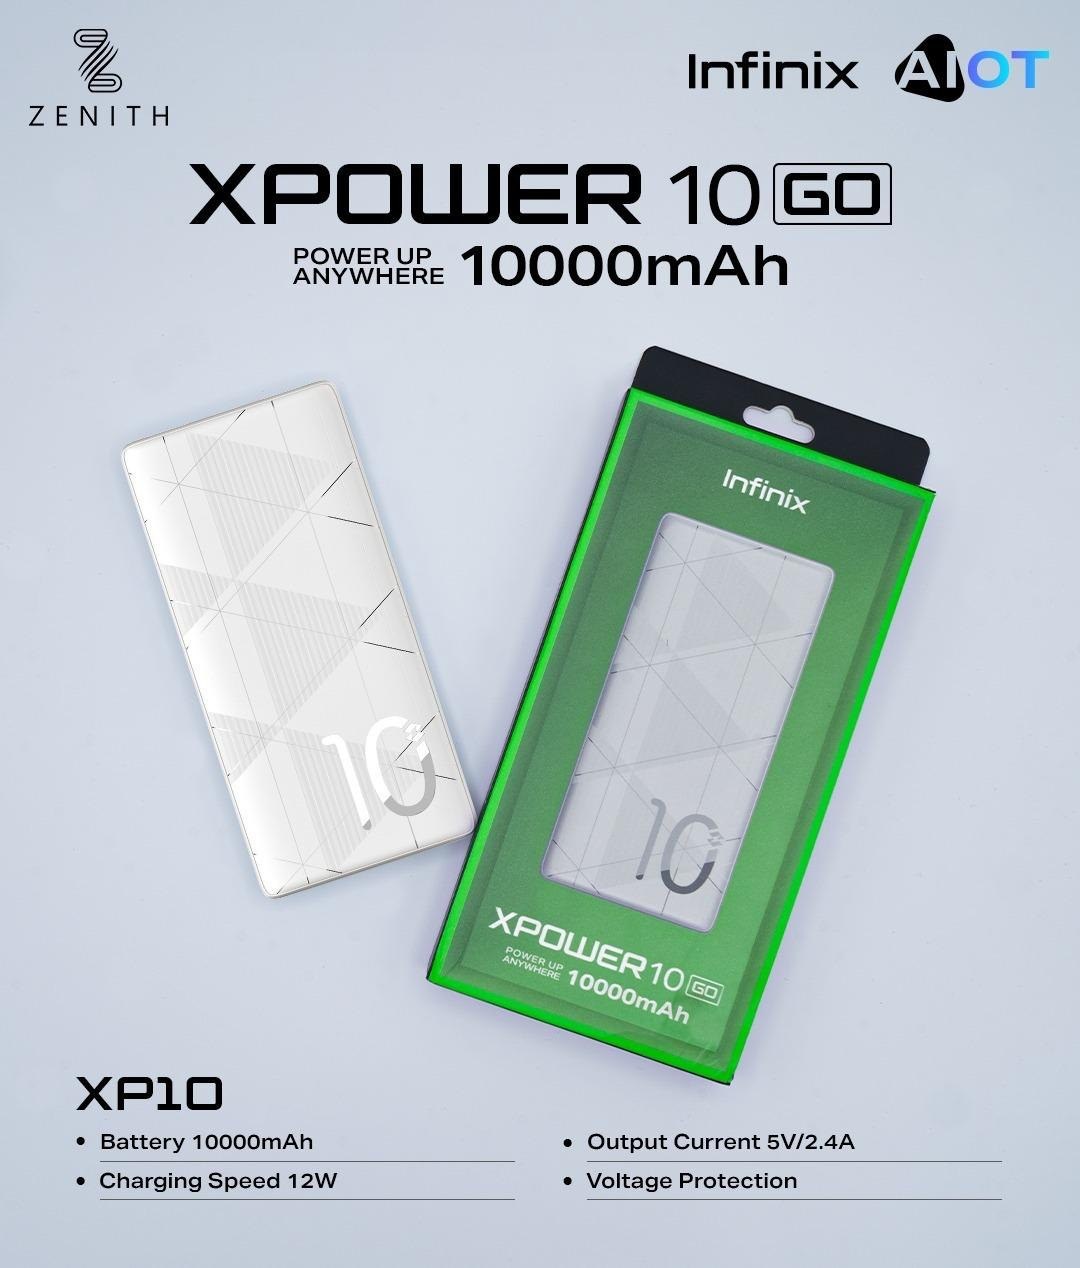 ZENITH
Infinix AIOT
XPOWER 10 GO
POWER UP
ANYWHERE
10000mAh
10
Infinix
10
XPOWER 10 GO
POWER UP
ANYWHERE
10000mAh
XP10
• Battery 10000mAh
• Charging Speed 12W
• Output Current 5V/2.4A
• Voltage Protection